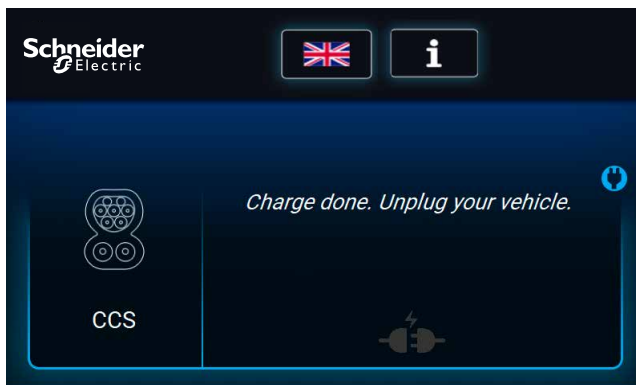 Schneider
Electric
i
Charge done. Unplug your vehicle.
CCS